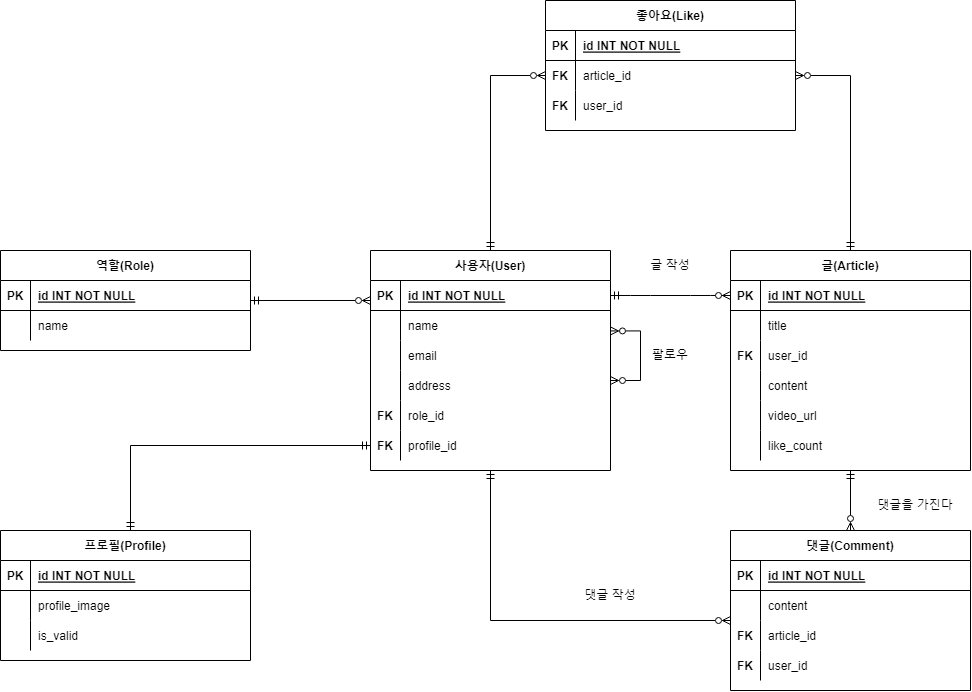 좋아요(Like)
PK id INT NOT NULL
FK article_id
FK user_id
역할(Role)
PK id INT NOT NULL
name
사용자(User)
PK id INT NOT NULL
name
email
address
FK role_id
FK profile_id
글 작성
팔로우
글(Article)
PK id INT NOT NULL
title
FK user_id
content
video_url
like_count
댓글을 가진다
프로필(Profile)
PK id INT NOT NULL
profile_image
is_valid
댓글 작성
댓글(Comment)
PK id INT NOT NULL
content
FK article_id
FK user_id